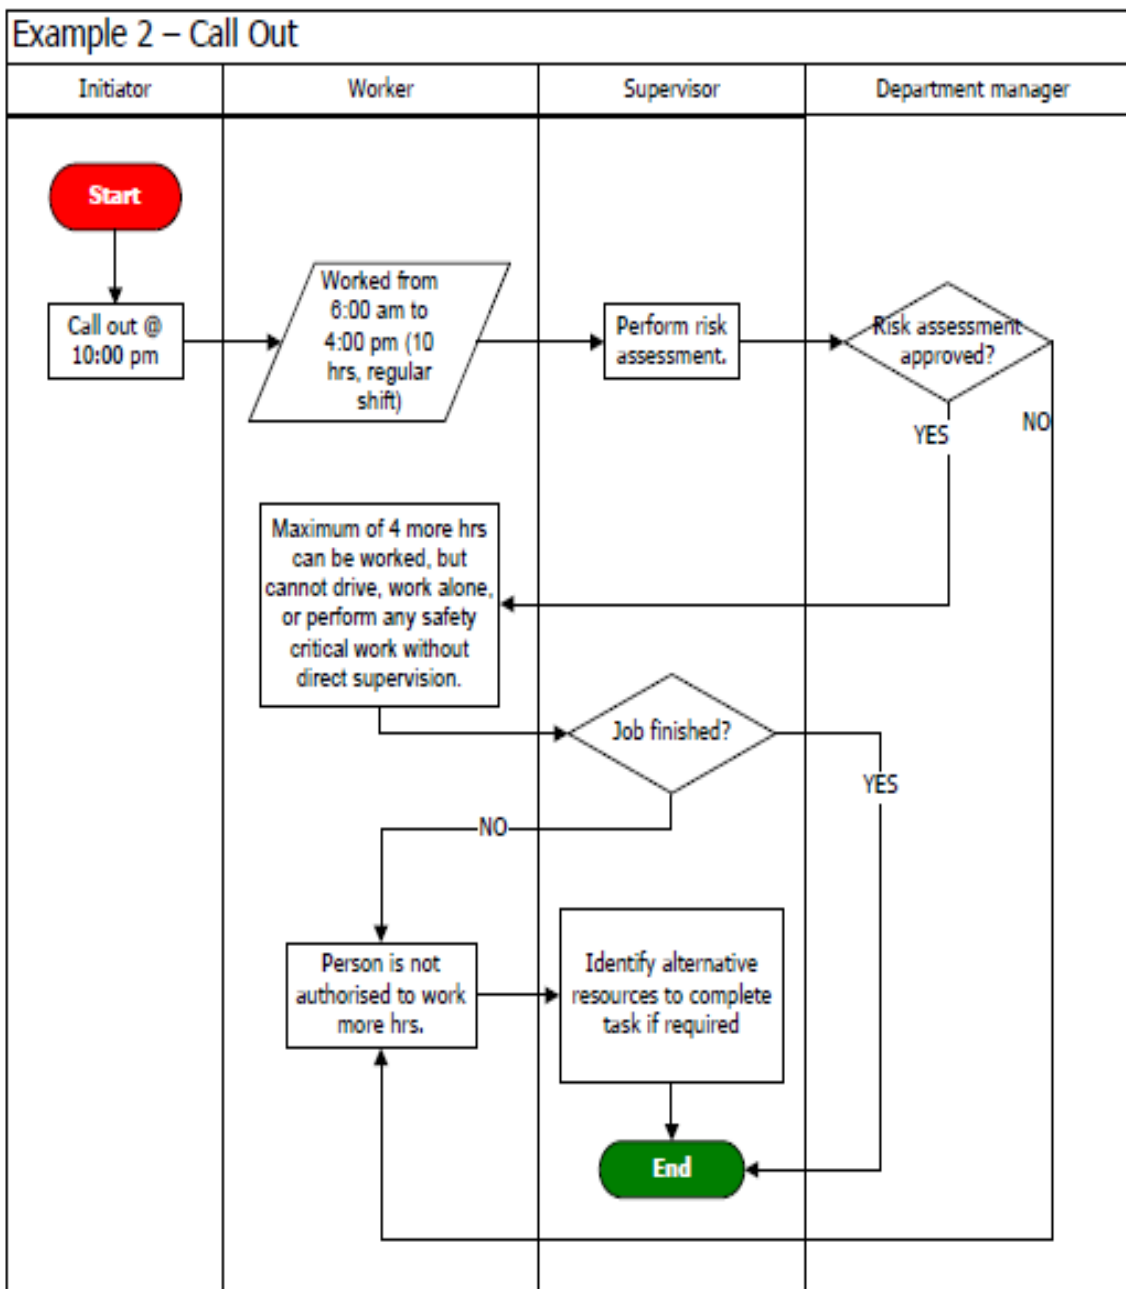 Example 2 – Call Out
Initiator
Worker
Supervisor
Department manager
Start
Call out @
10:00 pm
Worked from
6:00 am to
4:00 pm (10
hrs, regular
shift)
Perform risk
assessment.
Risk assessment
approved?
YES
NO
Maximum of 4 more hrs
can be worked, but
cannot drive, work alone,
or perform any safety
critical work without
direct supervision.
Job finished?
YES
NO
Person is not
authorised to work
more hrs.
Identify alternative
resources to complete
task if required
End